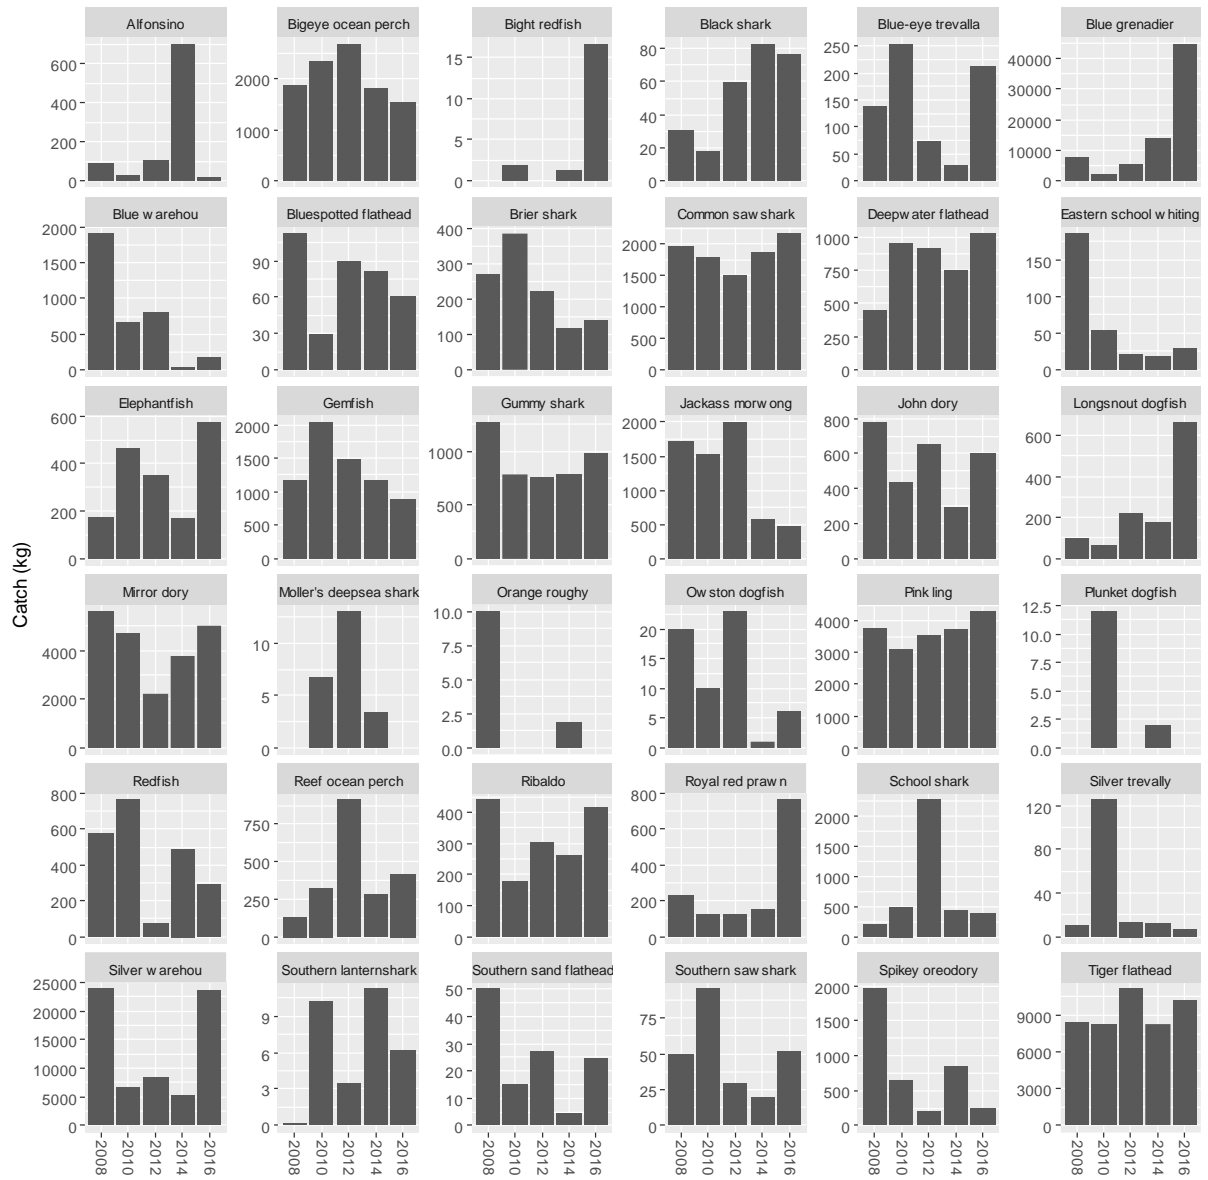 Alfonsino Bigeye ocean perch Bight redfish Black shark Blue-eye trevalla Blue grenadier
600 400 200 0
2000 1000 0
15 10 5 0
80 60 40 20 0
250 200 150 100 50 0
40000 30000 20000 10000 0
Blue warehou Bluespotted flathead Brier shark Common saw shark Deepwater flathead Eastern school whiting
2000 1500 1000 500 0
90 60 30 0
400 300 200 100 0
2000 1500 1000 500 0
1000 750 500 250 0
150 100 50 0
Elephantfish Gemfish Gummy shark Jackass morwong John dory Longsnout dogfish
600 400 200 0
2000 1500 1000 500 0
1000 500 0
2000 1500 1000 500 0
800 600 400 200 0
600 400 200 0
Catch (kg)
Mirror dory Moller's deepsea shark Orange roughy Owston dogfish Pink ling Plunket dogfish
4000 2000 0
10 5 0
10.0 7.5 5.0 2.5 0.0
20 15 10 5 0
4000 3000 2000 1000 0
12.5 10.0 7.5 5.0 2.5 0.0
Redfish Reef ocean perch Ribaldo Royal red prawn School shark Silver trevally
800 600 400 200 0
750 500 250 0
400 300 200 100 0
800 600 400 200 0
2000 1500 1000 500 0
120 80 40 0
Silver warehou Southern lanternshark Southern sand flathead Southern saw shark Spikey oreodory Tiger flathead
25000 20000 15000 10000 5000 0
9 6 3 0
50 40 30 20 10 0
75 50 25 0
2000 1500 1000 500 0
9000 6000 3000 0
2008 2010 2012 2014 2016
2008 2010 2012 2014 2016
2008 2010 2012 2014 2016
2008 2010 2012 2014 2016
2008 2010 2012 2014 2016
2008 2010 2012 2014 2016